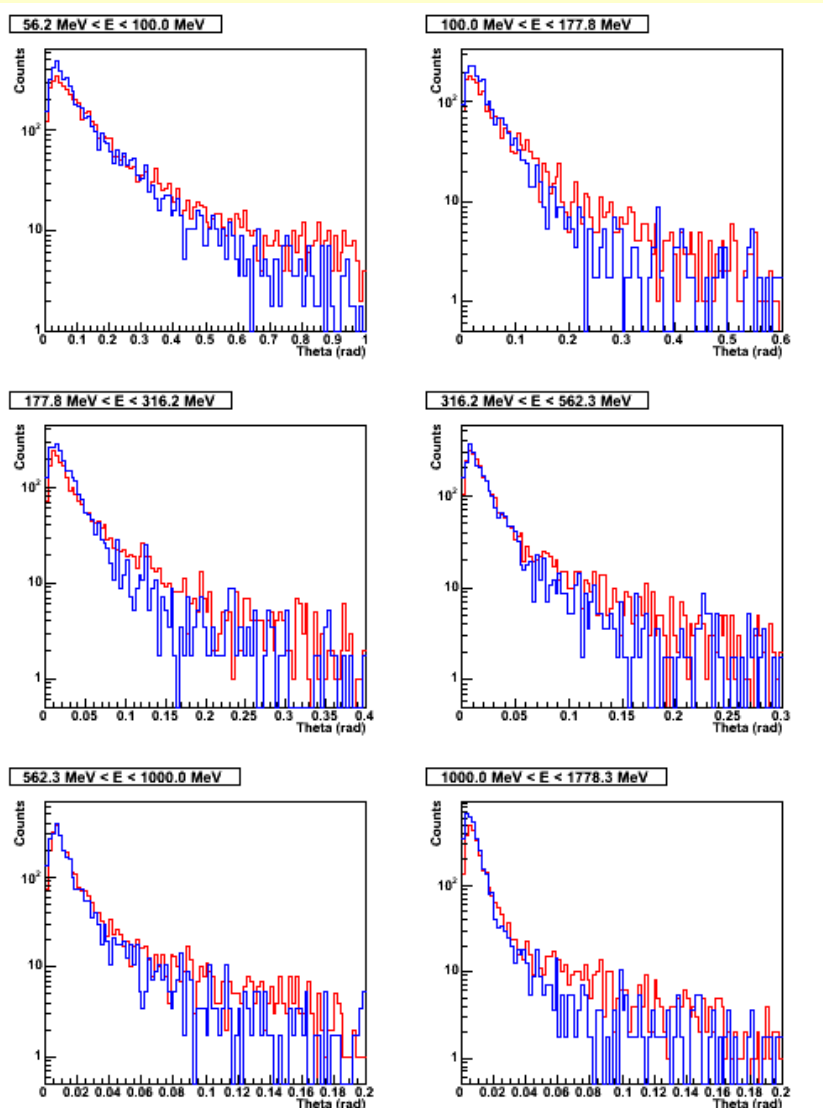 56.2 MeV < E < 100.0 MeV
Counts
10²
10
1
0 0.1 0.2 0.3 0.4 0.5 0.6 0.7 0.8 0.9 1
Theta (rad)
100.0 MeV < E < 177.8 MeV
Counts
10²
10
1
0 0.1 0.2 0.3 0.4 0.5 0.6
Theta (rad)
177.8 MeV < E < 316.2 MeV
Counts
10²
10
1
0 0.05 0.1 0.15 0.2 0.25 0.3 0.35 0.4
Theta (rad)
316.2 MeV < E < 562.3 MeV
Counts
10²
10
1
0 0.05 0.1 0.15 0.2 0.25 0.3
Theta (rad)
562.3 MeV < E < 1000.0 MeV
Counts
10²
10
1
0 0.02 0.04 0.06 0.08 0.1 0.12 0.14 0.16 0.18 0.2
Theta (rad)
1000.0 MeV < E < 1778.3 MeV
Counts
10²
10
1
0 0.02 0.04 0.06 0.08 0.1 0.12 0.14 0.16 0.18 0.2
Theta (rad)